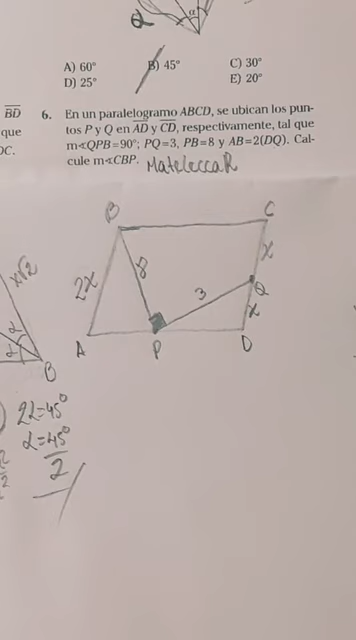 Q
α
A) 60°
B) 45°
C) 30°
D) 25°
E) 20°
BD
que
DC.
6. En un paralelogramo ABCD, se ubican los pun-
tos P y Q en AD y CD, respectivamente, tal que
m∢QPB=90°; PQ=3, PB=8 y AB=2(DQ). Cal-
cule m∢CBP.
MateleccaR
B
C
2x
8
x
3
Q
x
A
P
D
x√2
α
α
B
2α=45°
α=45°
2